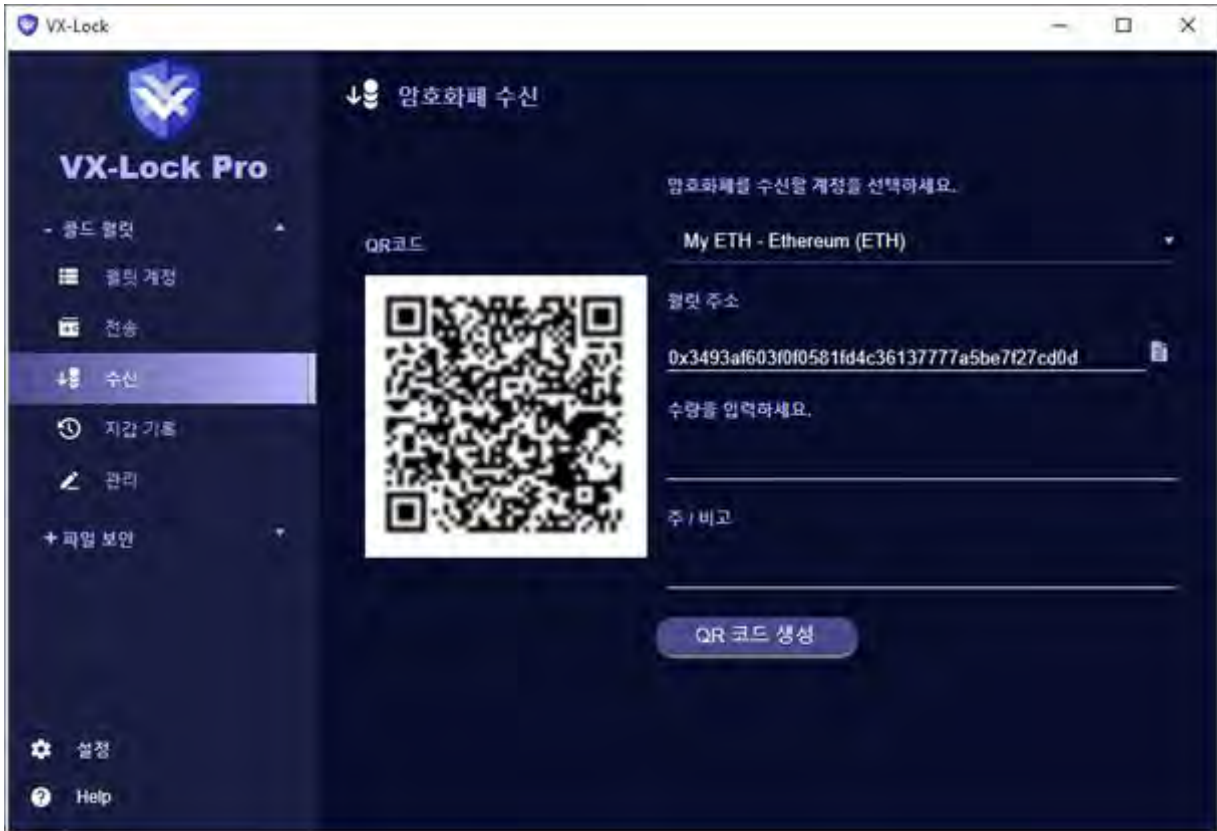 VX-Lock
VX-Lock Pro
- 콜드 월릿
월릿 계정
전송
수신
지갑 기록
관리
+ 파일 보안
설정
Help
암호화폐 수신
QR코드
암호화폐를 수신할 계정을 선택하세요.
My ETH - Ethereum (ETH)
월릿 주소
0x3493af603f0f0581fd4c36137777a5be7f27cd0d
수량을 입력하세요.
주 / 비고
QR 코드 생성